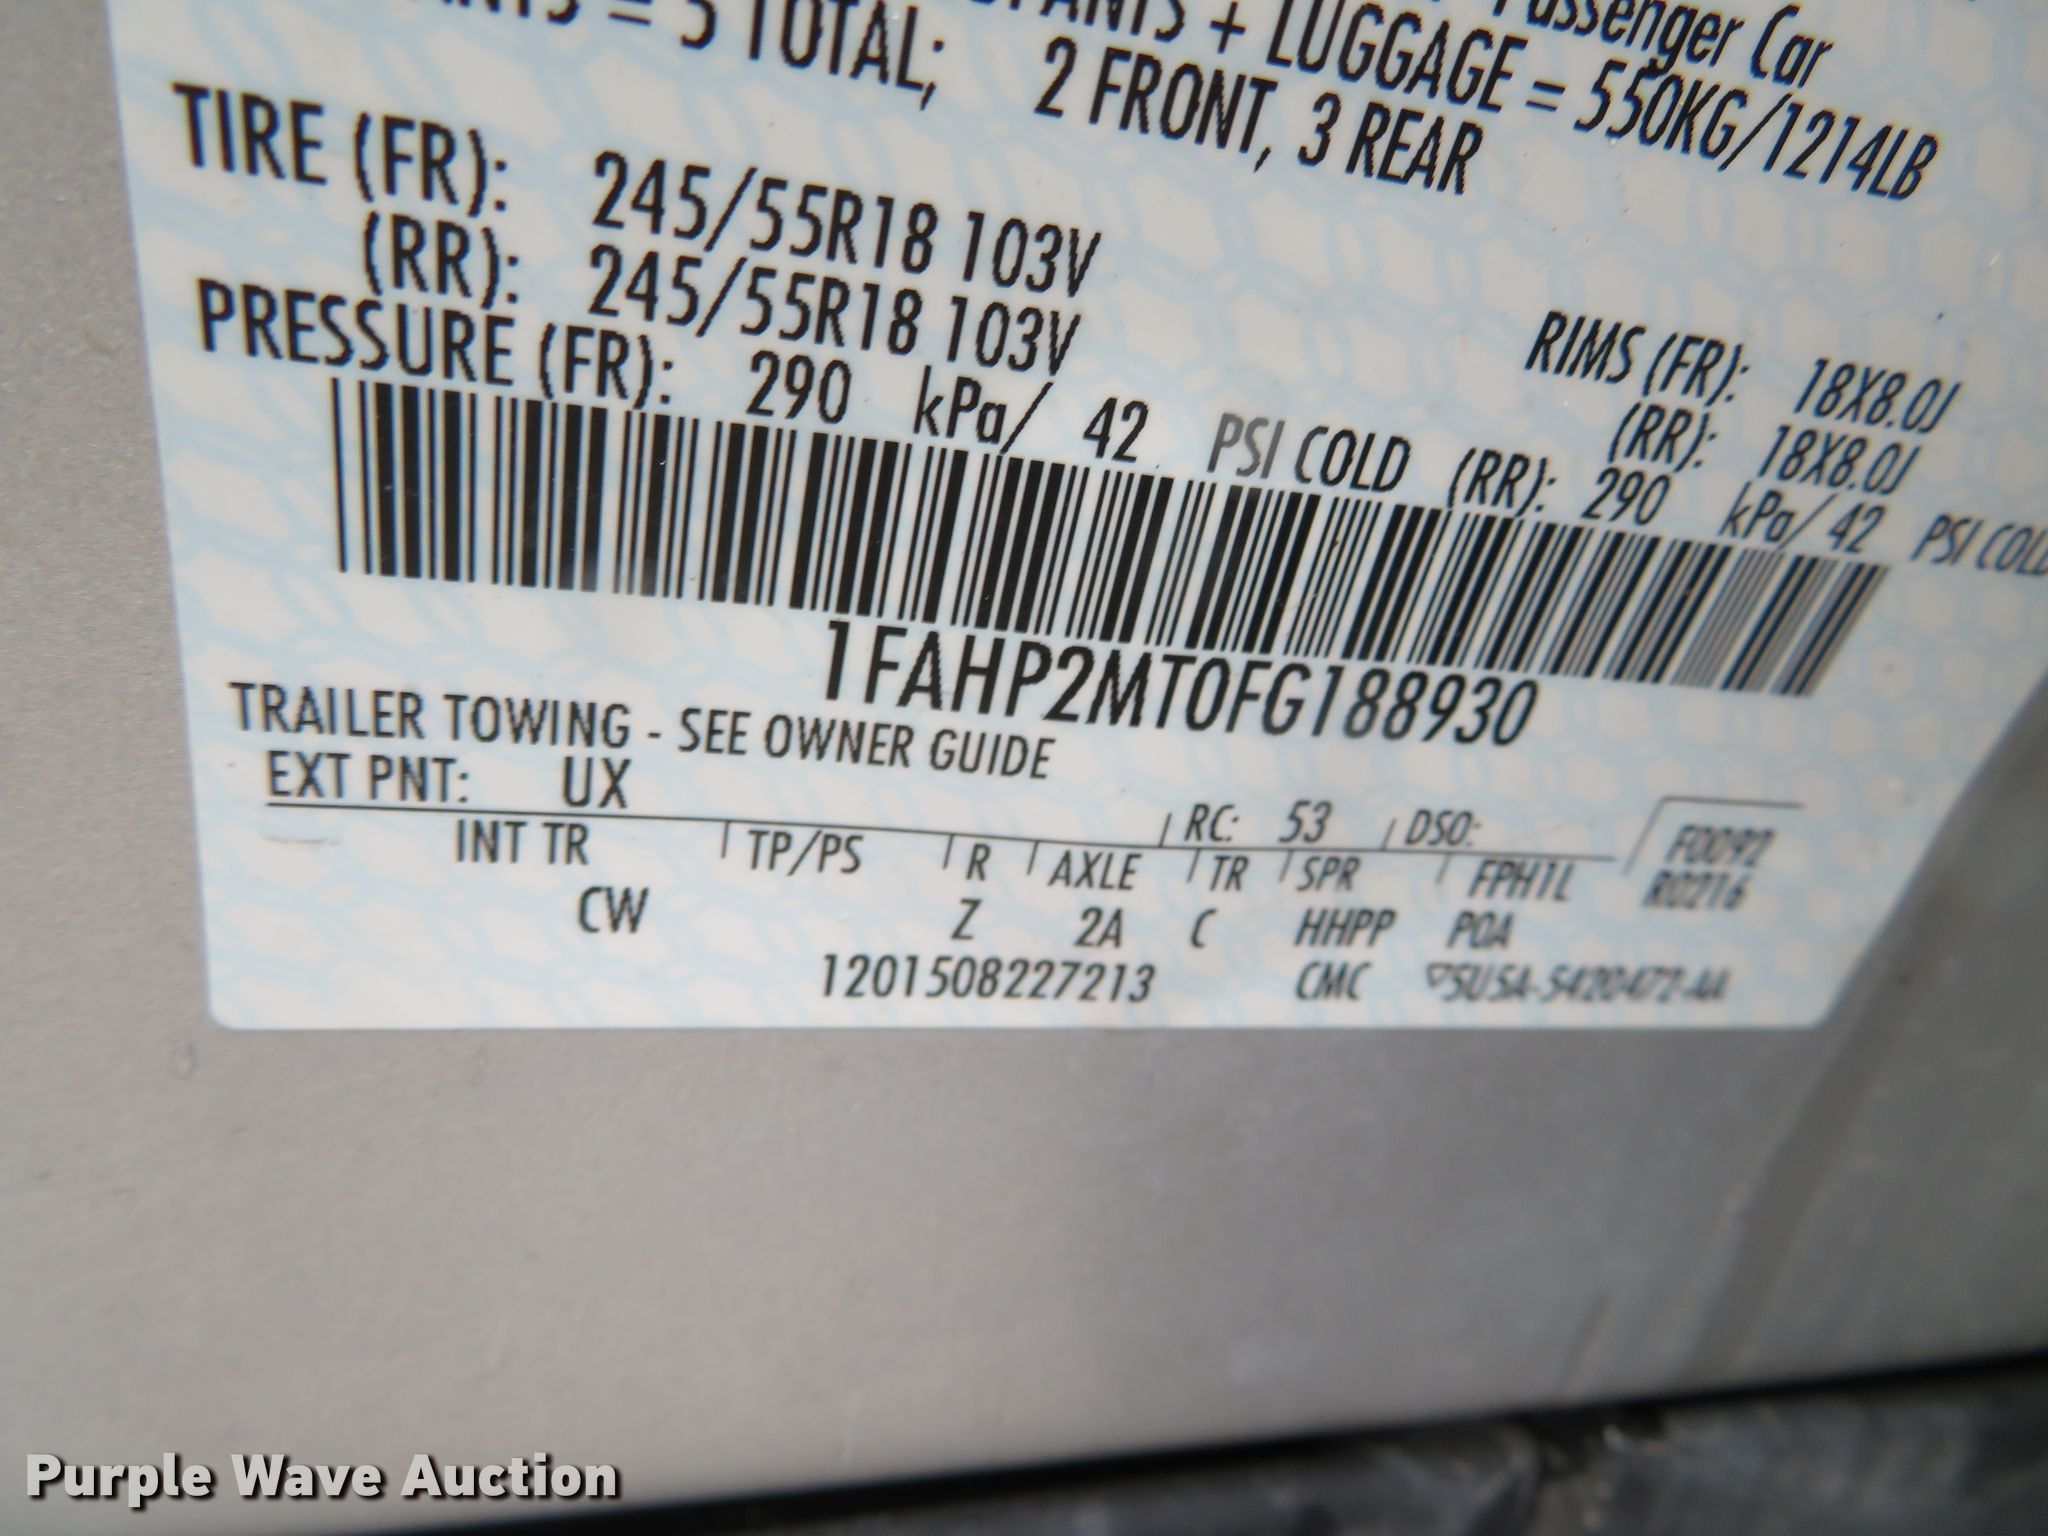 = 5 TOTAL; 2 FRONT, 3 REAR
+ LUGGAGE = 550KG/1214LB
Passenger Car
TIRE (FR): 245/55R18 103V
(RR): 245/55R18 103V
RIMS (FR): 18X8.0J
(RR): 18X8.0J
PRESSURE (FR): 290 kPa/ 42 PSI COLD (RR): 290 kPa/ 42 PSI COLD
1FAHP2MT0FG188930
TRAILER TOWING - SEE OWNER GUIDE
EXT PNT: UX RC: 53 DSO:
F0092
R0216
INT TR TP/PS R AXLE TR SPR FPH1L
CW Z 2A C HHPP POA
1201508227213 CMC
Purple Wave Auction